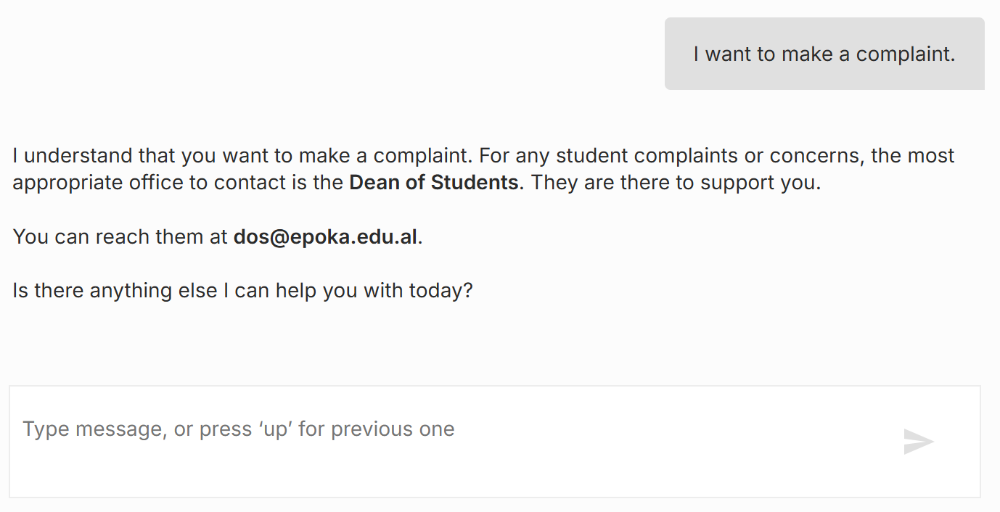 I want to make a complaint.
I understand that you want to make a complaint. For any student complaints or concerns, the most
appropriate office to contact is the Dean of Students. They are there to support you.
You can reach them at dos@epoka.edu.al.
Is there anything else I can help you with today?
Type message, or press ‘up’ for previous one